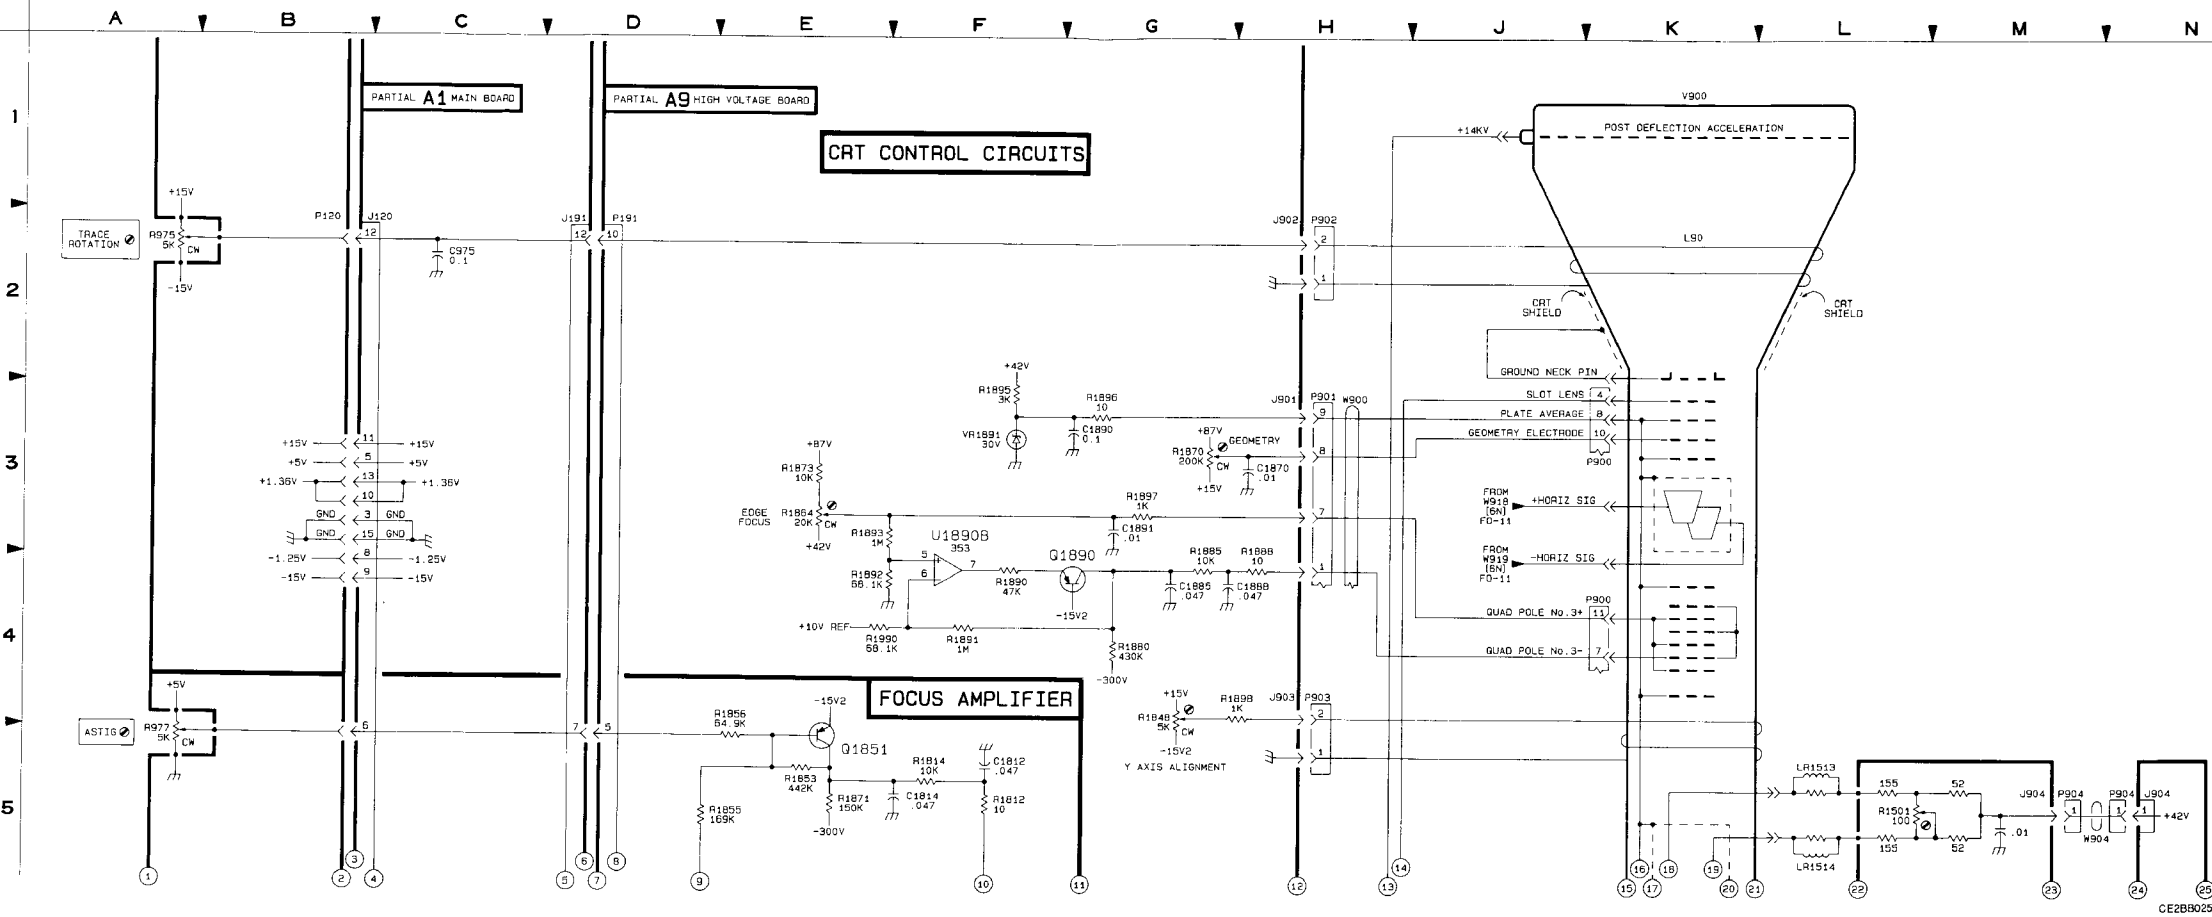 A B C D E F G H J K L M N
1
PARTIAL A1 MAIN BOARD
PARTIAL A9 HIGH VOLTAGE BOARD
CRT CONTROL CIRCUITS
V900
+14KV
POST DEFLECTION ACCELERATION
+15V
TRACE ROTATION
R975
5K
CW
-15V
P120 J120
12
C975
0.1
J191 P191
12 10
J902 P902
2
1
L90
2
CRT SHIELD
CRT SHIELD
GROUND NECK PIN
SLOT LENS 4
PLATE AVERAGE 8
GEOMETRY ELECTRODE 10
P900
+42V
R1895
3K
R1896
10
VR1891
30V
C1890
0.1
J901 P901 W900
9
8
7
1
+87V
GEOMETRY
R1870
200K
CW
C1870
.01
+15V
3
+15V 11 +15V
+5V 5 +5V
+1.36V 13 +1.36V
10
GND 3 GND
GND 15 GND
-1.25V 8 -1.25V
-15V 9 -15V
+87V
R1873
10K
EDGE FOCUS
R1864
20K
CW
+42V
R1893
1M
R1892
68.1K
U1890B
353
5
6
7
R1890
47K
Q1890
-15V2
R1897
1K
C1891
.01
R1885
10K
R1888
10
C1885
.047
C1888
.047
FROM
W918
[6N]
FO-11
+HORIZ SIG
FROM
W919
[6N]
FO-11
-HORIZ SIG
P900
QUAD POLE No.3+ 11
QUAD POLE No.3- 7
4
+10V REF
R1990
68.1K
R1891
1M
R1880
430K
-300V
FOCUS AMPLIFIER
+5V
ASTIG
R977
5K
CW
6
7 5
R1856
64.9K
-15V2
Q1851
R1853
442K
R1855
169K
R1871
150K
-300V
R1814
10K
C1814
.047
C1812
.047
R1812
10
+15V
R1848
5K
CW
-15V2
Y AXIS ALIGNMENT
R1898
1K
J903 P903
2
1
5
LR1513
LR1514
155
52
R1501
100
155
52
.01
J904 P904
1
W904
P904 J904
1 1
+42V
1 2 3 4 5 6 7 8 9 10 11 12 13 14 15 16 17 18 19 20 21 22 23 24 25
CE2BB025